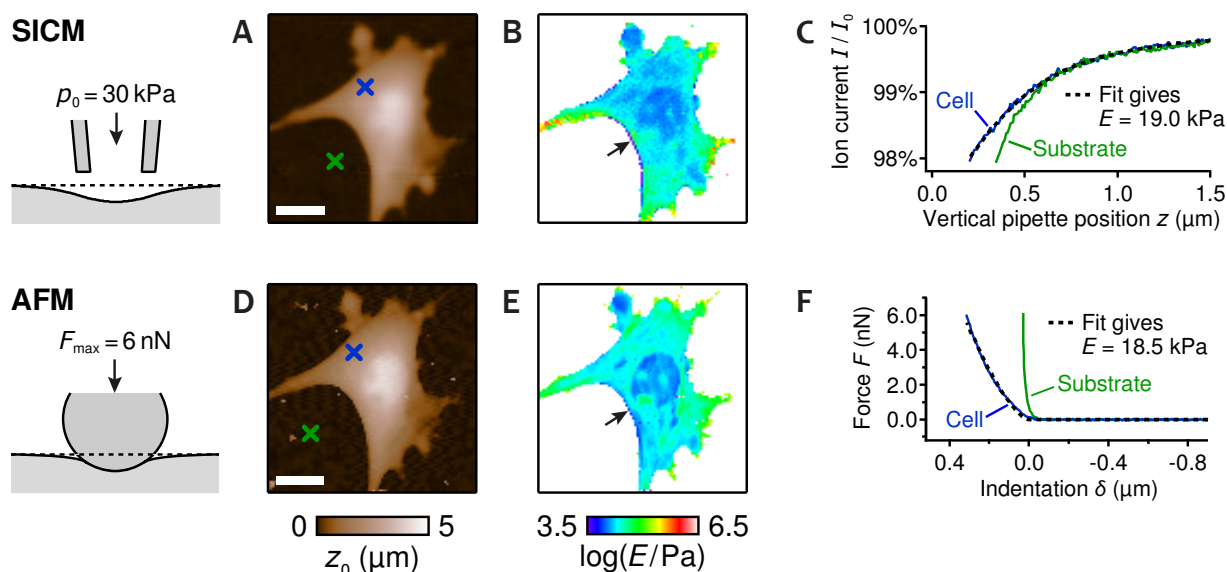 SICM
p₀ = 30 kPa
A
B
C
Ion current I / I₀
100%
99%
98%
Cell
Substrate
Fit gives
E = 19.0 kPa
0.0
0.5
1.0
1.5
Vertical pipette position z (µm)
AFM
Fmax = 6 nN
D
E
F
Force F (nN)
6.0
4.0
2.0
0.0
Fit gives
E = 18.5 kPa
Substrate
Cell
0.4
0.0
-0.4
-0.8
Indentation δ (µm)
0
5
z₀ (µm)
3.5
6.5
log(E/Pa)